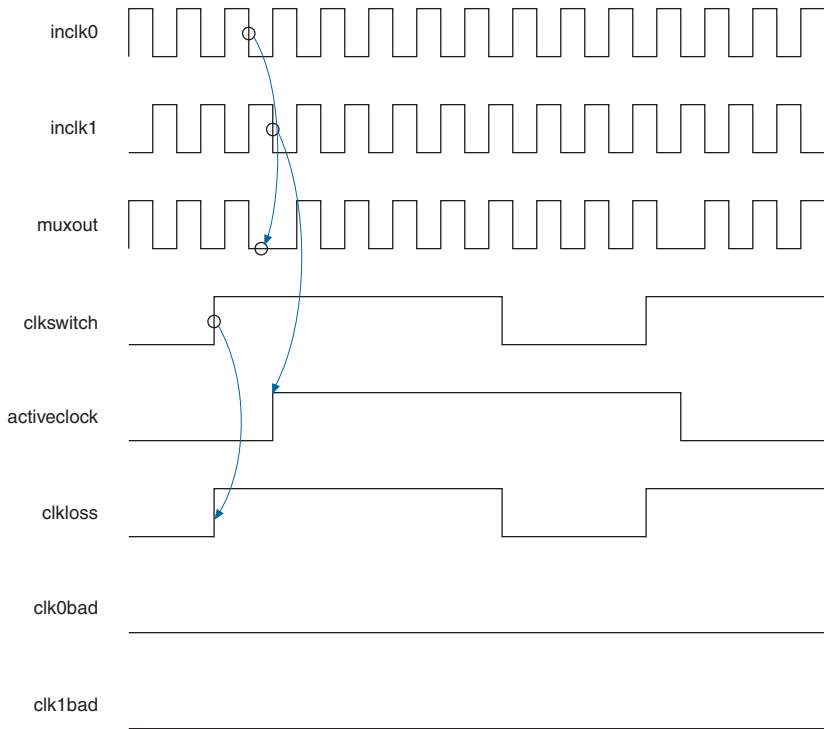 inclk0
inclk1
muxout
clkswitch
activeclock
clkloss
clk0bad
clk1bad